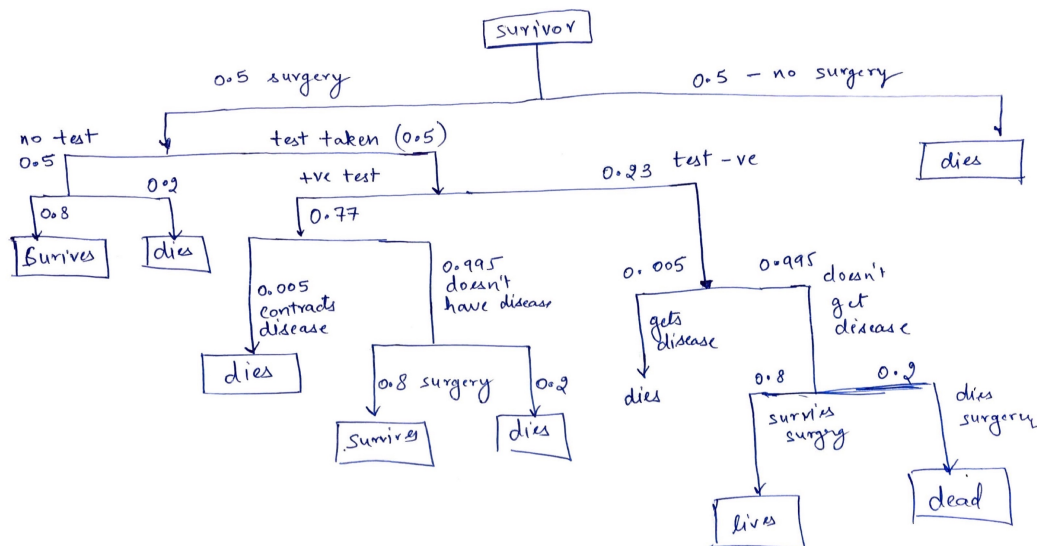 surivor
0.5 surgery
0.5 - no surgery
no test
0.5
test taken (0.5)
dies
+ve test
0.23
test -ve
0.2
0.8
0.77
Surives
dies
0.005
contracts
disease
0.995
doesn't
have disease
0.005
0.995
doesn't
get
disease
gets
disease
dies
dies
0.8 surgery
0.2
survives
dies
0.8
0.2
survies
surgery
dies
surgery
lives
dead